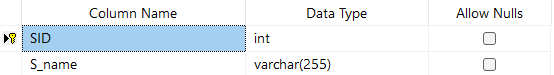 Column Name Data Type Allow Nulls
SID int
S_name varchar(255)